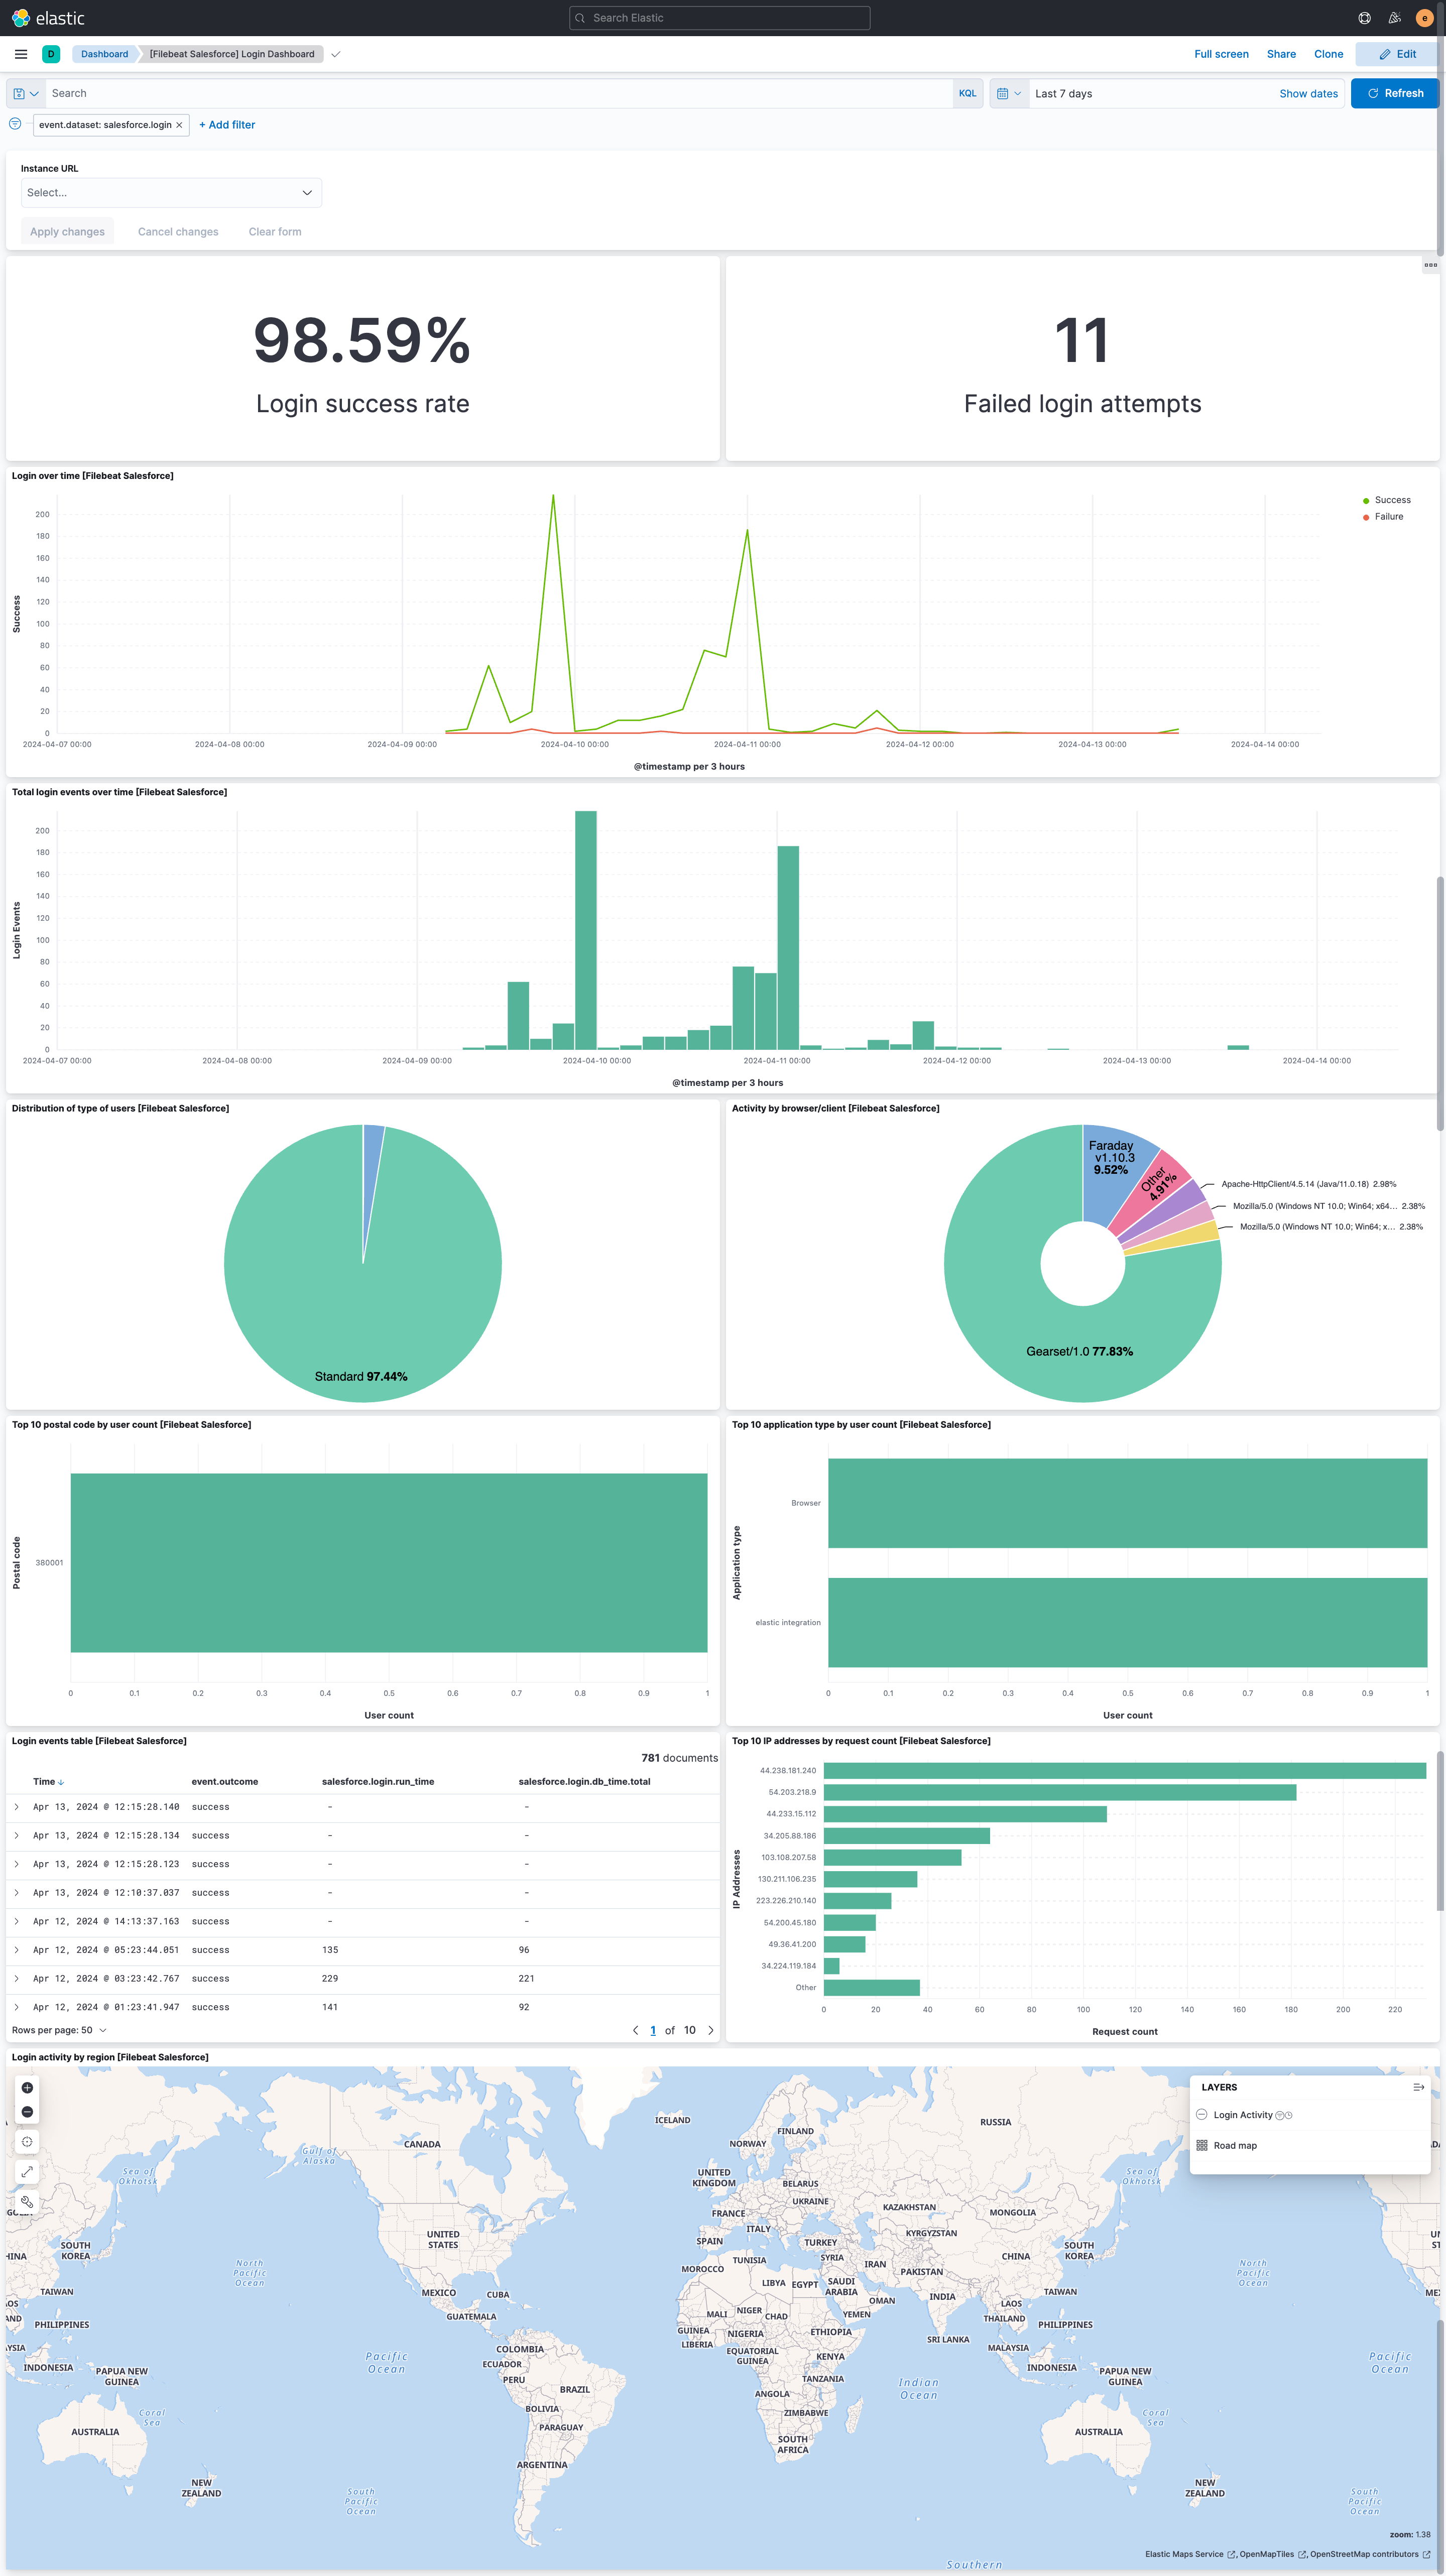 elastic
Search Elastic
e
D
Dashboard
[Filebeat Salesforce] Login Dashboard
Full screen
Share
Clone
Edit
Search
KQL
Last 7 days
Show dates
Refresh
event.dataset: salesforce.login ×
+ Add filter
Instance URL
Select...
Apply changes
Cancel changes
Clear form
98.59%
Login success rate
11
Failed login attempts
Login over time [Filebeat Salesforce]
Success
Failure
200
180
160
140
120
100
80
60
40
20
0
Success
2024-04-07 00:00
2024-04-08 00:00
2024-04-09 00:00
2024-04-10 00:00
2024-04-11 00:00
2024-04-12 00:00
2024-04-13 00:00
2024-04-14 00:00
@timestamp per 3 hours
Total login events over time [Filebeat Salesforce]
200
180
160
140
120
100
80
60
40
20
0
Login Events
2024-04-07 00:00
2024-04-08 00:00
2024-04-09 00:00
2024-04-10 00:00
2024-04-11 00:00
2024-04-12 00:00
2024-04-13 00:00
2024-04-14 00:00
@timestamp per 3 hours
Distribution of type of users [Filebeat Salesforce]
Standard 97.44%
Activity by browser/client [Filebeat Salesforce]
Faraday
v1.10.3
9.52%
Other
4.91%
Apache-HttpClient/4.5.14 (Java/11.0.18) 2.98%
Mozilla/5.0 (Windows NT 10.0; Win64; x64... 2.38%
Mozilla/5.0 (Windows NT 10.0; Win64; x... 2.38%
Gearset/1.0 77.83%
Top 10 postal code by user count [Filebeat Salesforce]
Postal code
380001
0
0.1
0.2
0.3
0.4
0.5
0.6
0.7
0.8
0.9
1
User count
Top 10 application type by user count [Filebeat Salesforce]
Application type
Browser
elastic integration
0
0.1
0.2
0.3
0.4
0.5
0.6
0.7
0.8
0.9
1
User count
Login events table [Filebeat Salesforce]
781 documents
Time event.outcome salesforce.login.run_time salesforce.login.db_time.total
Apr 13, 2024 @ 12:15:28.140 success - -
Apr 13, 2024 @ 12:15:28.134 success - -
Apr 13, 2024 @ 12:15:28.123 success - -
Apr 13, 2024 @ 12:10:37.037 success - -
Apr 12, 2024 @ 14:13:37.163 success - -
Apr 12, 2024 @ 05:23:44.051 success 135 96
Apr 12, 2024 @ 03:23:42.767 success 229 221
Apr 12, 2024 @ 01:23:41.947 success 141 92
Rows per page: 50
1 of 10
Top 10 IP addresses by request count [Filebeat Salesforce]
IP Addresses
44.238.181.240
54.203.218.9
44.233.15.112
34.205.88.186
103.108.207.58
130.211.106.235
223.226.210.140
54.200.45.180
49.36.41.200
34.224.119.184
Other
0
20
40
60
80
100
120
140
160
180
200
220
Request count
Login activity by region [Filebeat Salesforce]
LAYERS
Login Activity
Road map
ICELAND
RUSSIA
FINLAND
CANADA
NORWAY
Gulf of
Alaska
Sea of
Okhotsk
Sea of
Okhotsk
UNITED
KINGDOM
BELARUS
UKRAINE
KAZAKHSTAN
MONGOLIA
FRANCE
ITALY
KYRGYZSTAN
UNITED
STATES
SPAIN
TURKEY
SOUTH
KOREA
SOUTH
KOREA
CHINA
TUNISIA
SYRIA
IRAN
MOROCCO
PAKISTAN
North
Pacific
Ocean
North
Pacific
Ocean
LIBYA
EGYPT
SAUDI
ARABIA
TAIWAN
TAIWAN
MEXICO
CUBA
OMAN
INDIA
LAOS
GUATEMALA
MALI
NIGER
CHAD
YEMEN
THAILAND
PHILIPPINES
PHILIPPINES
GUINEA
NIGERIA
ETHIOPIA
LIBERIA
SRI LANKA
MALAYSIA
COLOMBIA
EQUATORIAL
GUINEA
KENYA
Pacific
Ocean
Pacific
Ocean
ECUADOR
INDONESIA
INDONESIA
PAPUA NEW
GUINEA
PAPUA NEW
GUINEA
PERU
BRAZIL
TANZANIA
Indian
Ocean
ANGOLA
BOLIVIA
ZIMBABWE
Coral
Sea
Coral
Sea
PARAGUAY
AUSTRALIA
AUSTRALIA
SOUTH
AFRICA
ARGENTINA
NEW
ZEALAND
NEW
ZEALAND
South
Pacific
Ocean
South
Pacific
Ocean
zoom: 1.38
Elastic Maps Service , OpenMapTiles , OpenStreetMap contributors
Southern